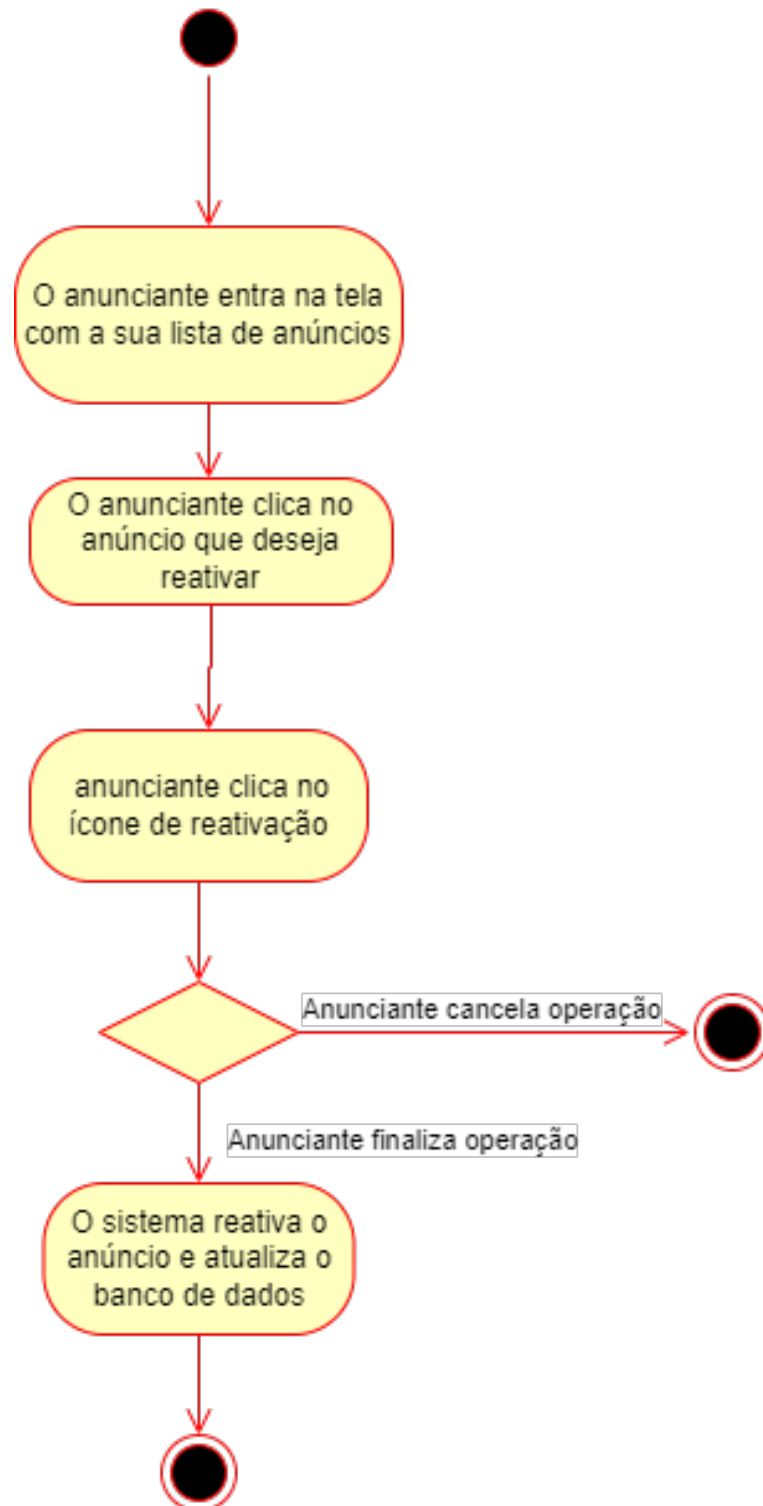 O anunciante entra na tela
com a sua lista de anúncios
O anunciante clica no
anúncio que deseja
reativar
anunciante clica no
ícone de reativação
Anunciante cancela operação
Anunciante finaliza operação
O sistema reativa o
anúncio e atualiza o
banco de dados